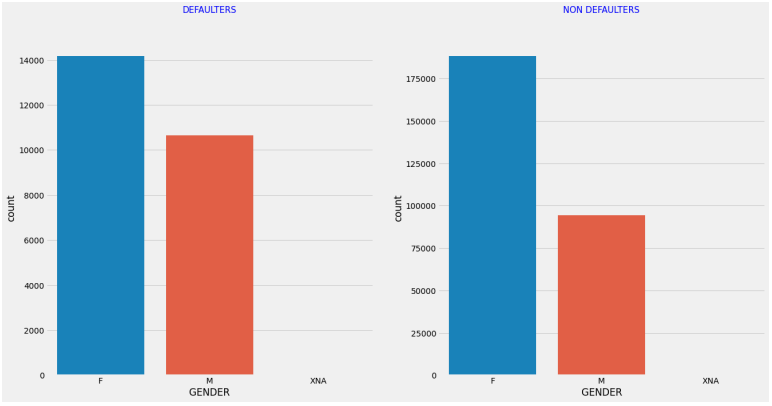 DEFAULTERS
14000
12000
10000
8000
6000
4000
2000
0
count
F M XNA
GENDER
NON DEFAULTERS
175000
150000
125000
100000
75000
50000
25000
0
count
F M XNA
GENDER